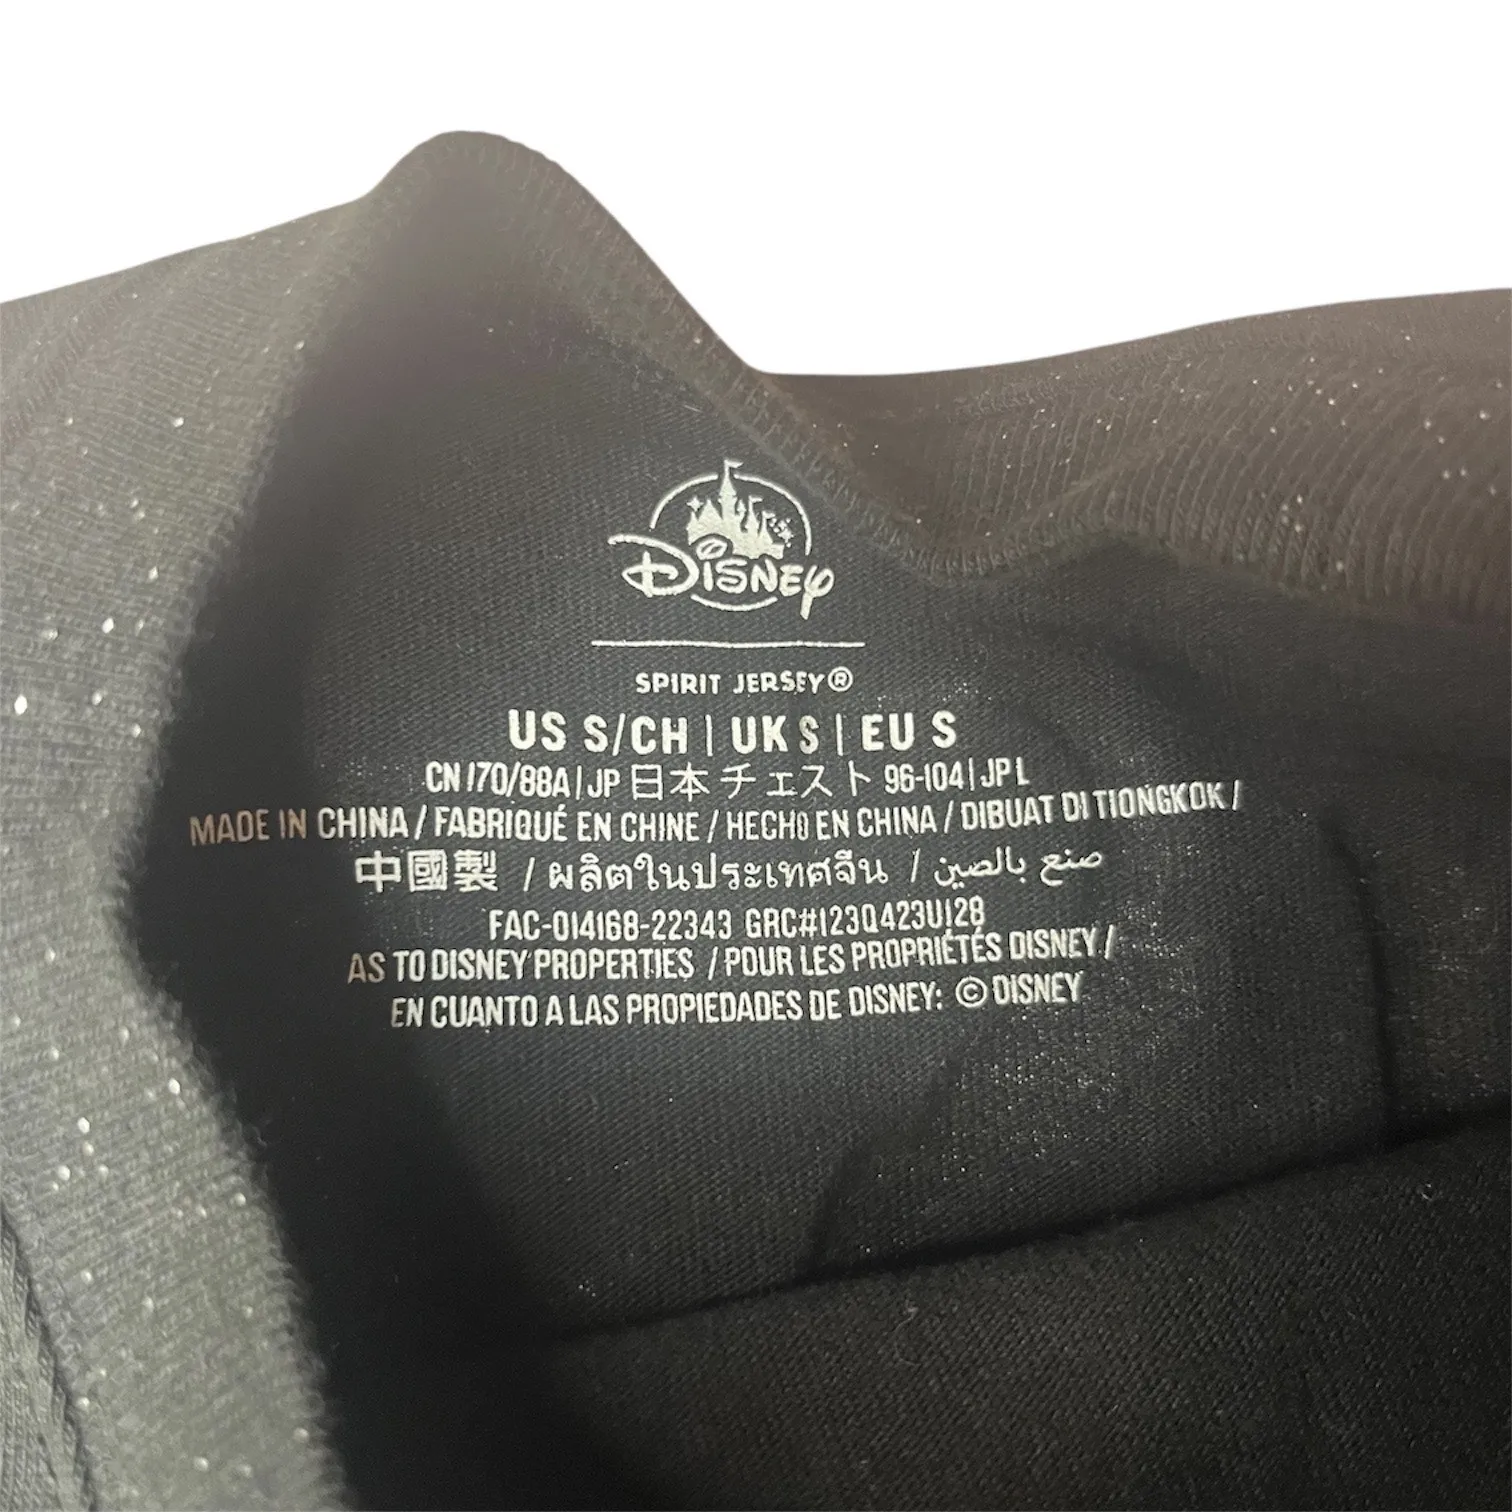 Disney
SPIRIT JERSEY®
US S/CH | UK S | EU S
CN 170/88A | JP 日本 チェスト 96-104 | JP L
MADE IN CHINA / FABRIQUÉ EN CHINE / HECHO EN CHINA / DIBUAT DI TIONGKOK /
中國製 / ผลิตในประเทศจีน / صنع بالصين
FAC-014168-22343 GRC#123Q423U128
AS TO DISNEY PROPERTIES / POUR LES PROPRIÉTÉS DISNEY /
EN CUANTO A LAS PROPIEDADES DE DISNEY: © DISNEY